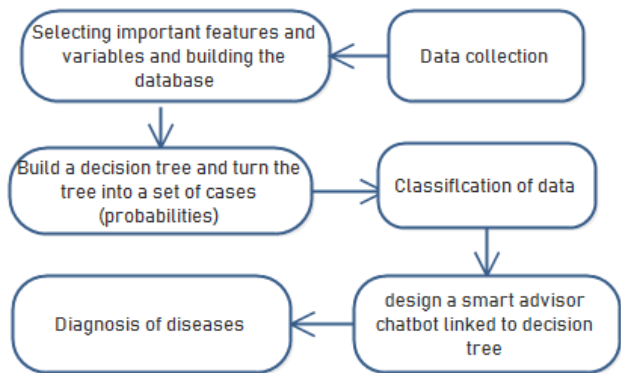 Selecting important features and
variables and building the
database
Data collection
Build a decision tree and turn the
tree into a set of cases
(probabilities)
Classification of data
design a smart advisor
chatbot linked to decision
tree
Diagnosis of diseases